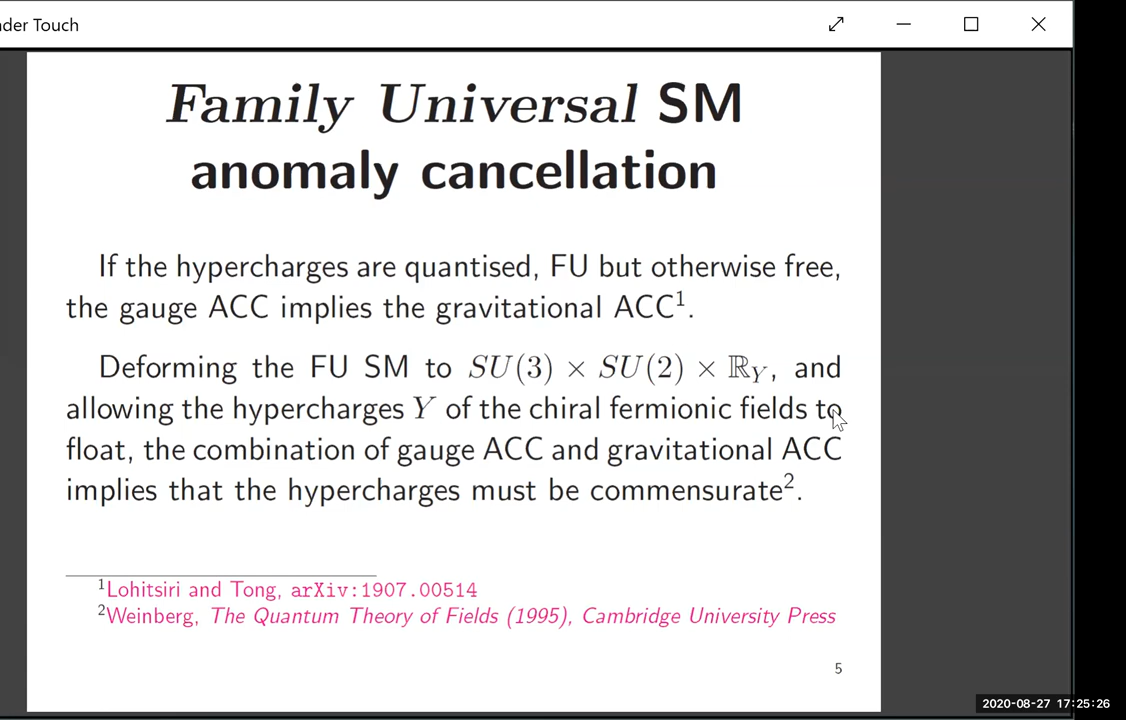 der Touch
Family Universal SM
anomaly cancellation
If the hypercharges are quantised, FU but otherwise free,
the gauge ACC implies the gravitational ACC¹.
Deforming the FU SM to SU(3) × SU(2) × ℝ_Y, and
allowing the hypercharges Y of the chiral fermionic fields to
float, the combination of gauge ACC and gravitational ACC
implies that the hypercharges must be commensurate².
¹Lohitsiri and Tong, arXiv:1907.00514
²Weinberg, The Quantum Theory of Fields (1995), Cambridge University Press
5
2020-08-27 17:25:26